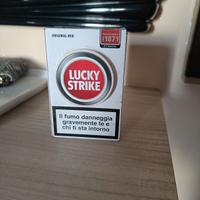 ORIGINAL RED
1871
LUCKY
STRIKE
Il fumo danneggia
gravemente te e
chi ti sta intorno